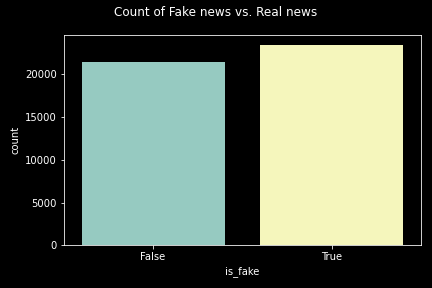 Count of Fake news vs. Real news
20000
15000
10000
5000
0
count
False
True
is_fake